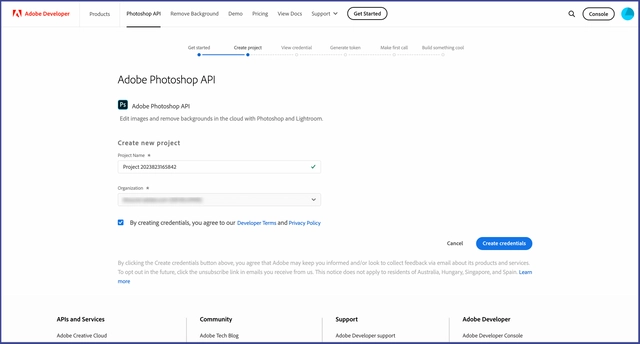 Adobe Developer Products Photoshop API Remove Background Demo Pricing View Docs Support Get Started Console
Get started Create project View credential Generate token Make first call Build something cool
Adobe Photoshop API
Ps Adobe Photoshop API
Edit images and remove backgrounds in the cloud with Photoshop and Lightroom.
Create new project
Project Name
Project 2023823165842
Organization
By creating credentials, you agree to our Developer Terms and Privacy Policy
Cancel Create credentials
By clicking the Create credentials button above, you agree that Adobe may keep you informed and/or look to collect feedback via email about its products and services.
To opt out in the future, click the unsubscribe link in emails you receive from us. This notice does not apply to residents of Australia, Hungary, Singapore, and Spain. Learn
more
APIs and Services Community Support Adobe Developer
Adobe Creative Cloud Adobe Tech Blog Adobe Developer support Adobe Developer Console